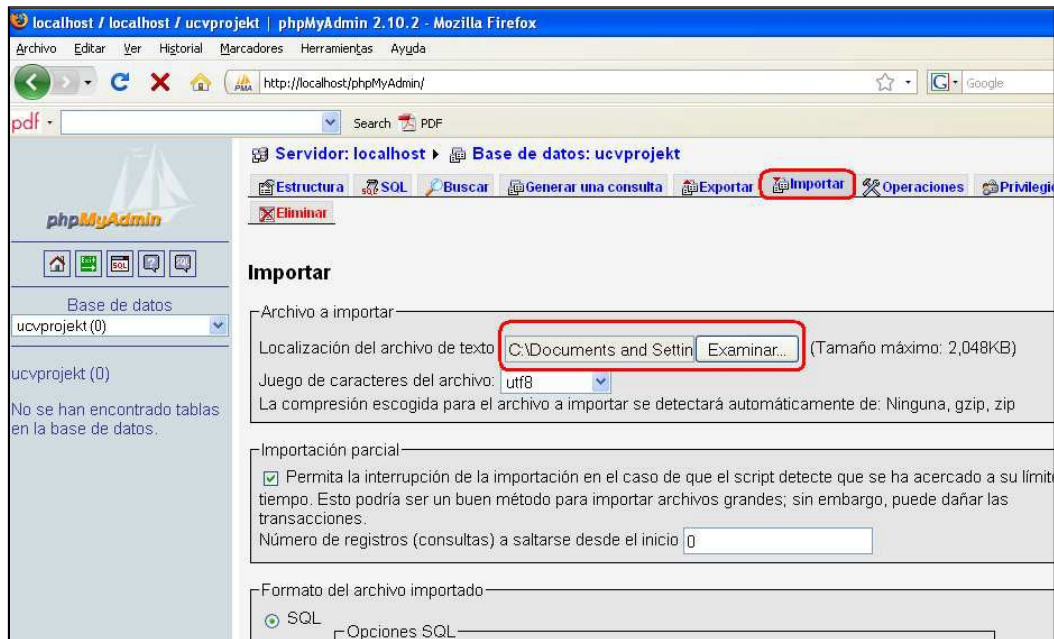 localhost / localhost / ucvprojekt | phpMyAdmin 2.10.2 - Mozilla Firefox
Archivo Editar Ver Historial Marcadores Herramientas Ayuda
PMA http://localhost/phpMyAdmin/ G Google
pdf Search PDF
Servidor: localhost Base de datos: ucvprojekt
Estructura SQL Buscar Generar una consulta Exportar Importar Operaciones Privilegio
Eliminar
phpMyAdmin
SQL
Base de datos
ucvprojekt (0)
ucvprojekt (0)
No se han encontrado tablas
en la base de datos.
Importar
Archivo a importar
Localización del archivo de texto C:\Documents and Settin Examinar... (Tamaño máximo: 2,048KB)
Juego de caracteres del archivo: utf8
La compresión escogida para el archivo a importar se detectará automáticamente de: Ninguna, gzip, zip
Importación parcial
Permita la interrupción de la importación en el caso de que el script detecte que se ha acercado a su límite
tiempo. Esto podría ser un buen método para importar archivos grandes; sin embargo, puede dañar las
transacciones.
Número de registros (consultas) a saltarse desde el inicio 0
Formato del archivo importado
SQL
Opciones SQL